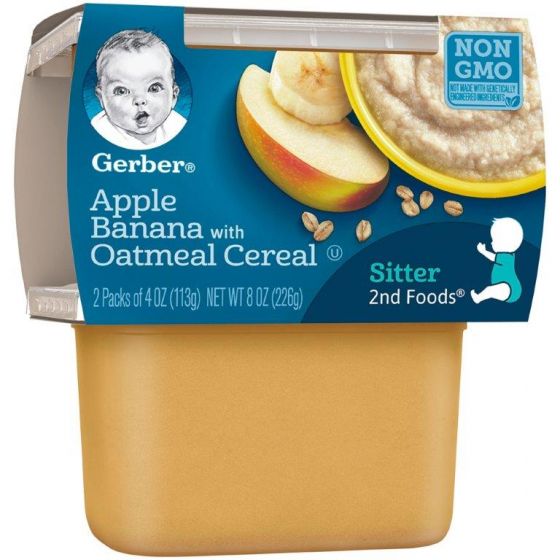 Gerber®
Apple
Banana with
Oatmeal Cereal U
2 Packs of 4 OZ (113g) NET WT 8 OZ (226g)
NON
GMO
NOT MADE WITH GENETICALLY
ENGINEERED INGREDIENTS
Sitter
2nd Foods®